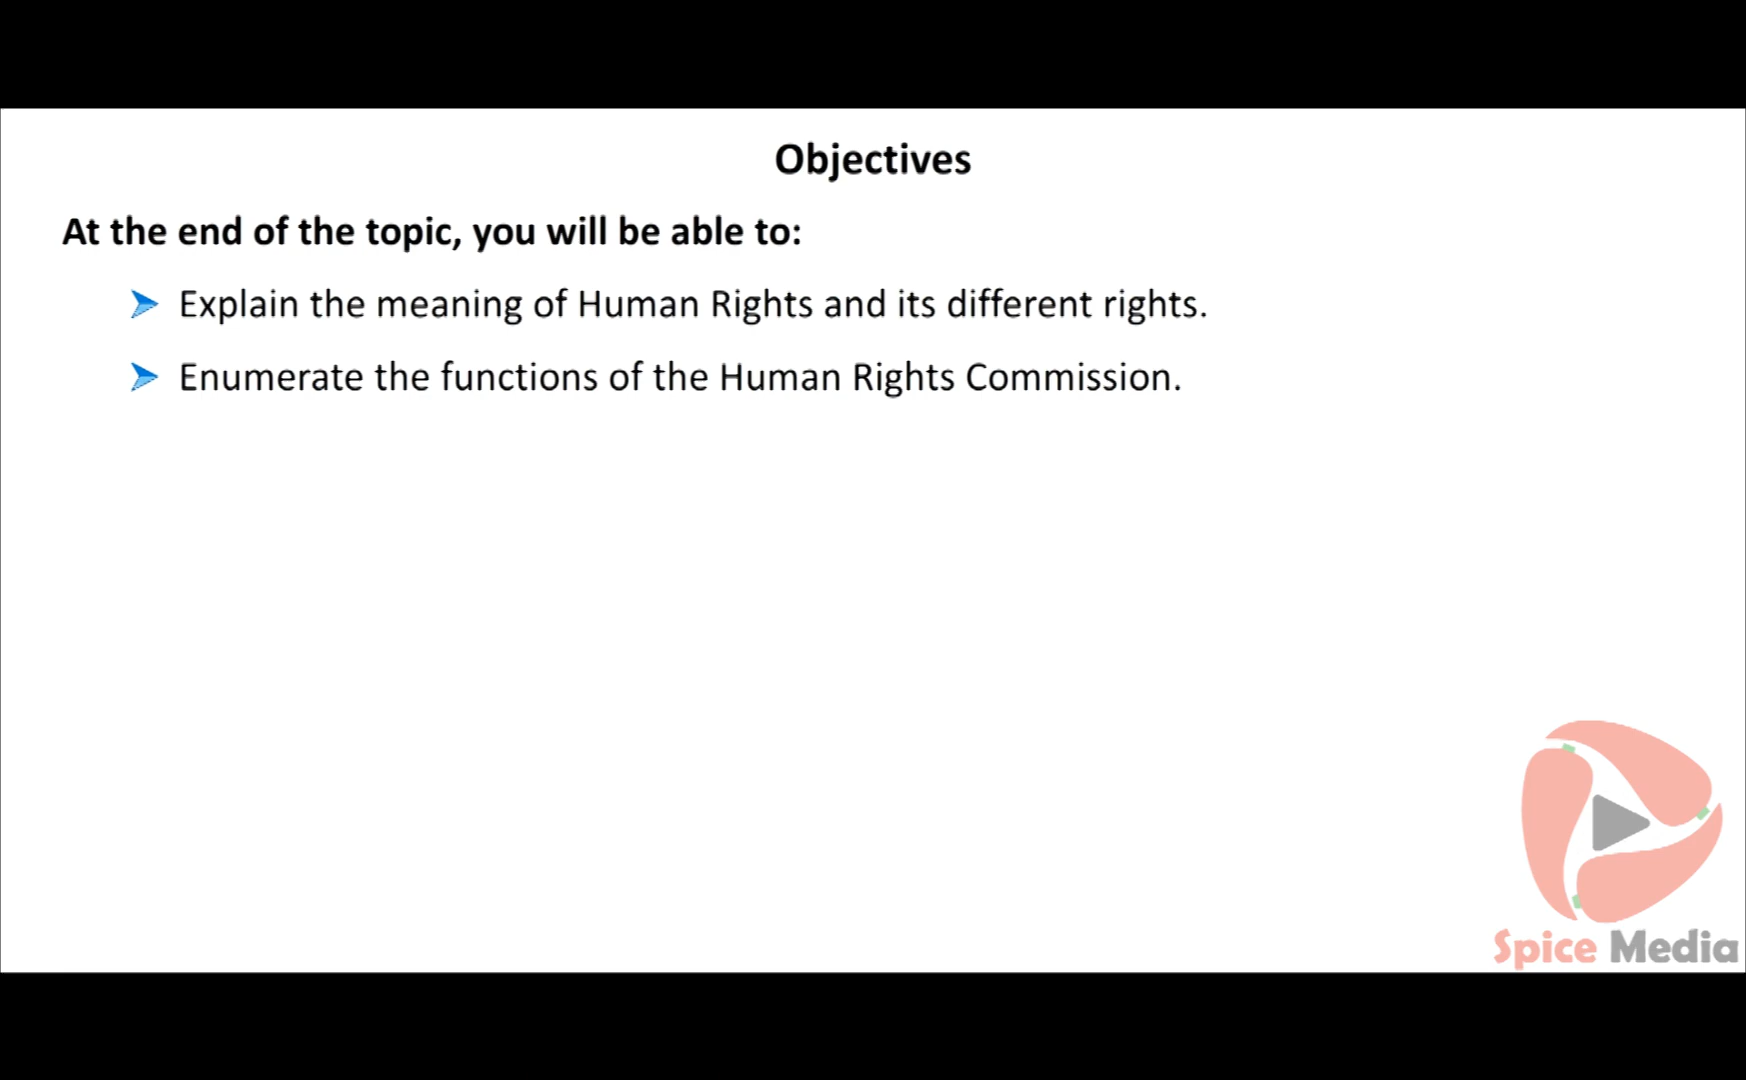 Objectives
At the end of the topic, you will be able to:
Explain the meaning of Human Rights and its different rights.
Enumerate the functions of the Human Rights Commission.
Spice Media